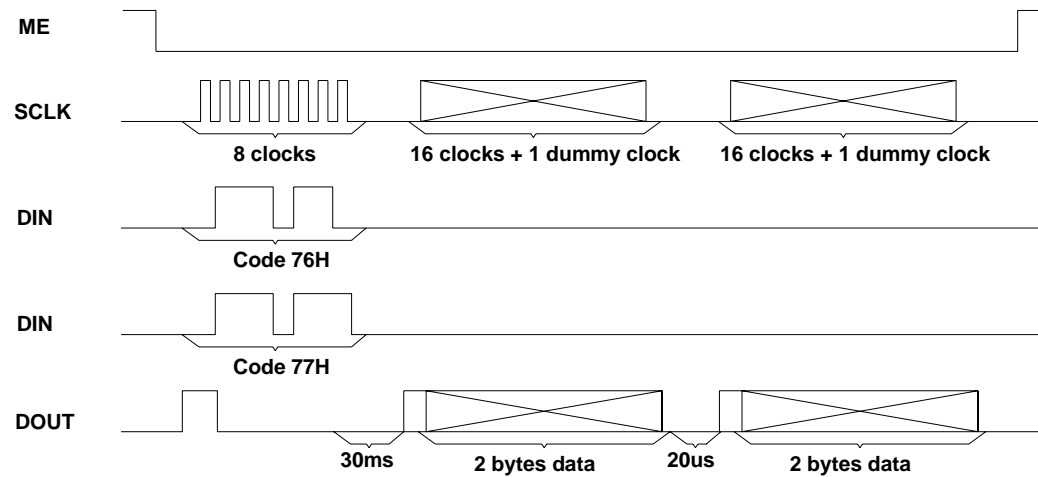 ME
SCLK
8 clocks
16 clocks + 1 dummy clock
16 clocks + 1 dummy clock
DIN
Code 76H
DIN
Code 77H
DOUT
30ms
2 bytes data
20us
2 bytes data